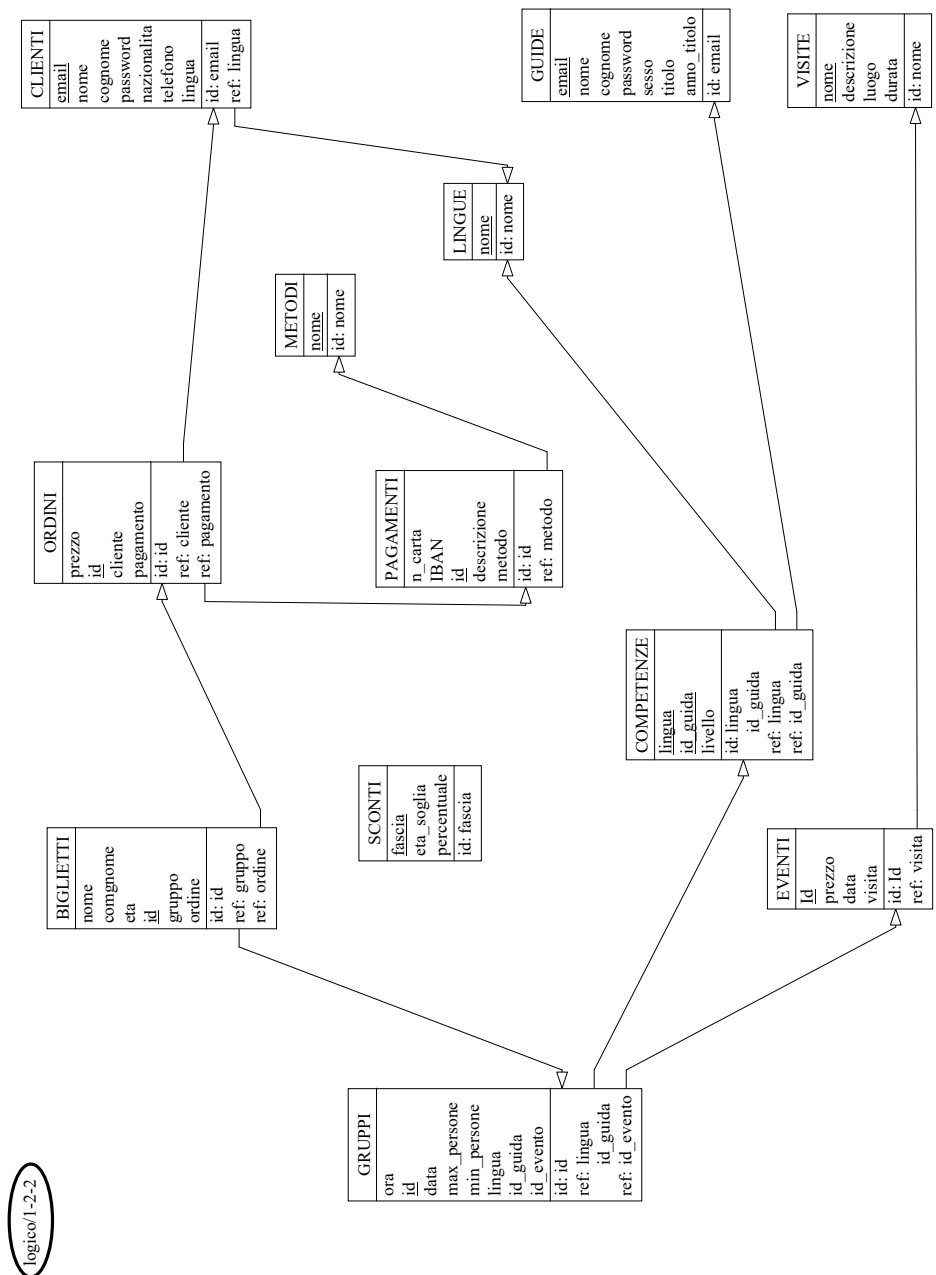 logico/1-2-2
GRUPPI
ora
id
data
max_persone
min_persone
lingua
id_guida
id_evento
id: id
ref: lingua
id_guida
ref: id_evento
BIGLIETTI
nome
comgnome
eta
id
gruppo
ordine
id: id
ref: gruppo
ref: ordine
SCONTI
fascia
eta_soglia
percentuale
id: fascia
EVENTI
Id
prezzo
data
visita
id: Id
ref: visita
COMPETENZE
lingua
id_guida
livello
id: lingua
id_guida
ref: lingua
ref: id_guida
ORDINI
prezzo
id
cliente
pagamento
id: id
ref: cliente
ref: pagamento
PAGAMENTI
n_carta
IBAN
id
descrizione
metodo
id: id
ref: metodo
METODI
nome
id: nome
LINGUE
nome
id: nome
CLIENTI
email
nome
cognome
password
nazionalita
telefono
lingua
id: email
ref: lingua
GUIDE
email
nome
cognome
password
sesso
titolo
anno_titolo
id: email
VISITE
nome
descrizione
luogo
durata
id: nome